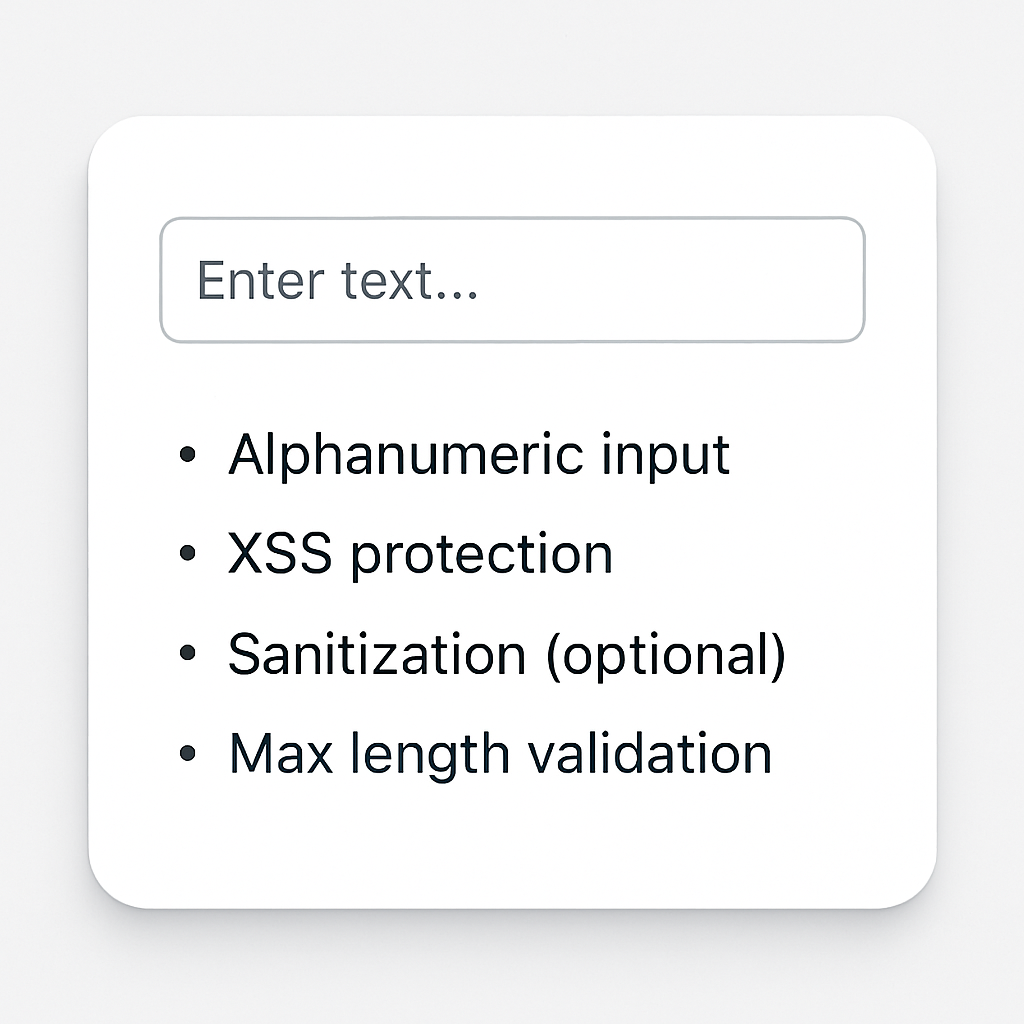 Enter text...
• Alphanumeric input
• XSS protection
• Sanitization (optional)
• Max length validation